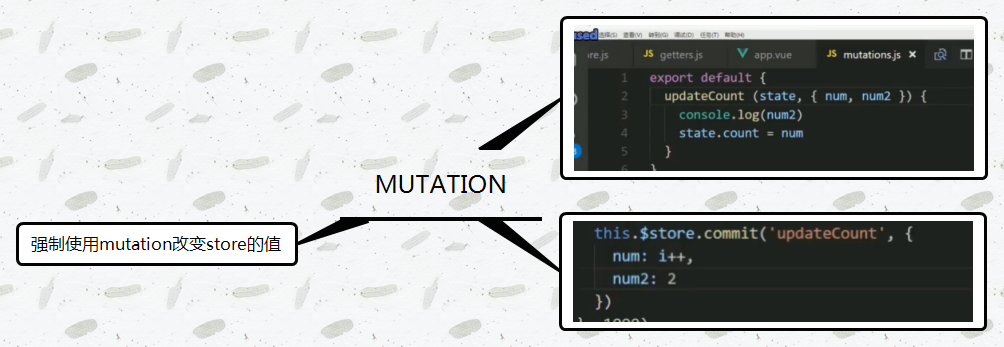 used 选择(S) 查看(V) 转到(G) 调试(D) 任务(T) 帮助(H)
re.js JS getters.js app.vue JS mutations.js ×
1 export default {
2 updateCount (state, { num, num2 }) {
3 console.log(num2)
4 state.count = num
5 }
6 }
MUTATION
强制使用mutation改变store的值
this.$store.commit('updateCount', {
num: i++,
num2: 2
})
}, 1000)